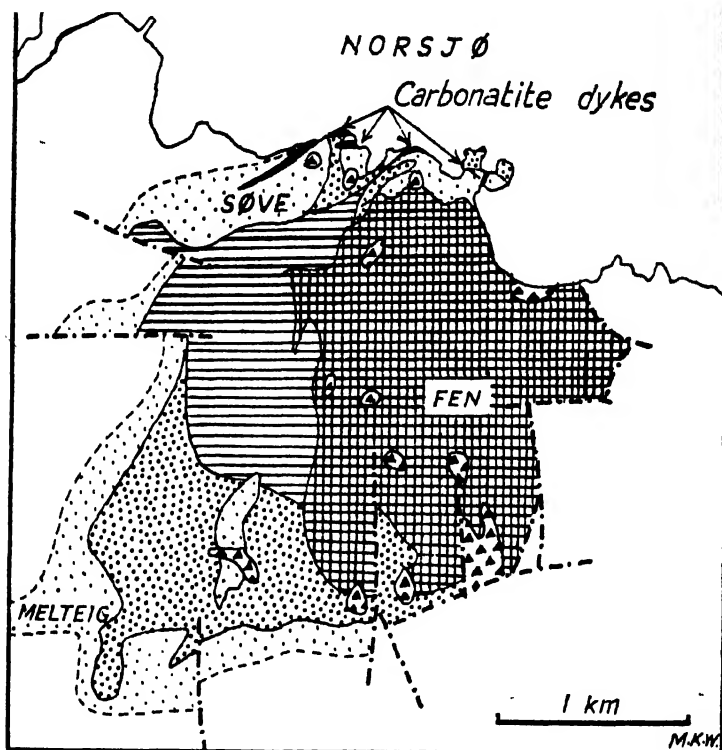 NORSJØ
Carbonatite dykes
SØVE
FEN
MELTEIG
1 km
M.K.W.